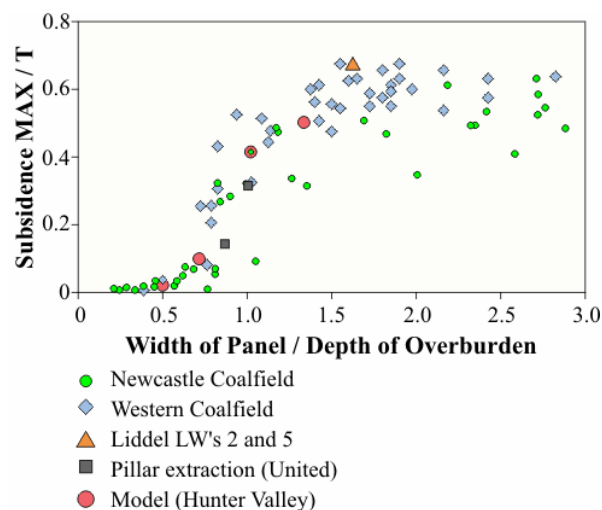 0.8
0.6
0.4
0.2
0
Subsidence MAX / T
0 0.5 1.0 1.5 2.0 2.5 3.0
Width of Panel / Depth of Overburden
Newcastle Coalfield
Western Coalfield
Liddel LW's 2 and 5
Pillar extraction (United)
Model (Hunter Valley)